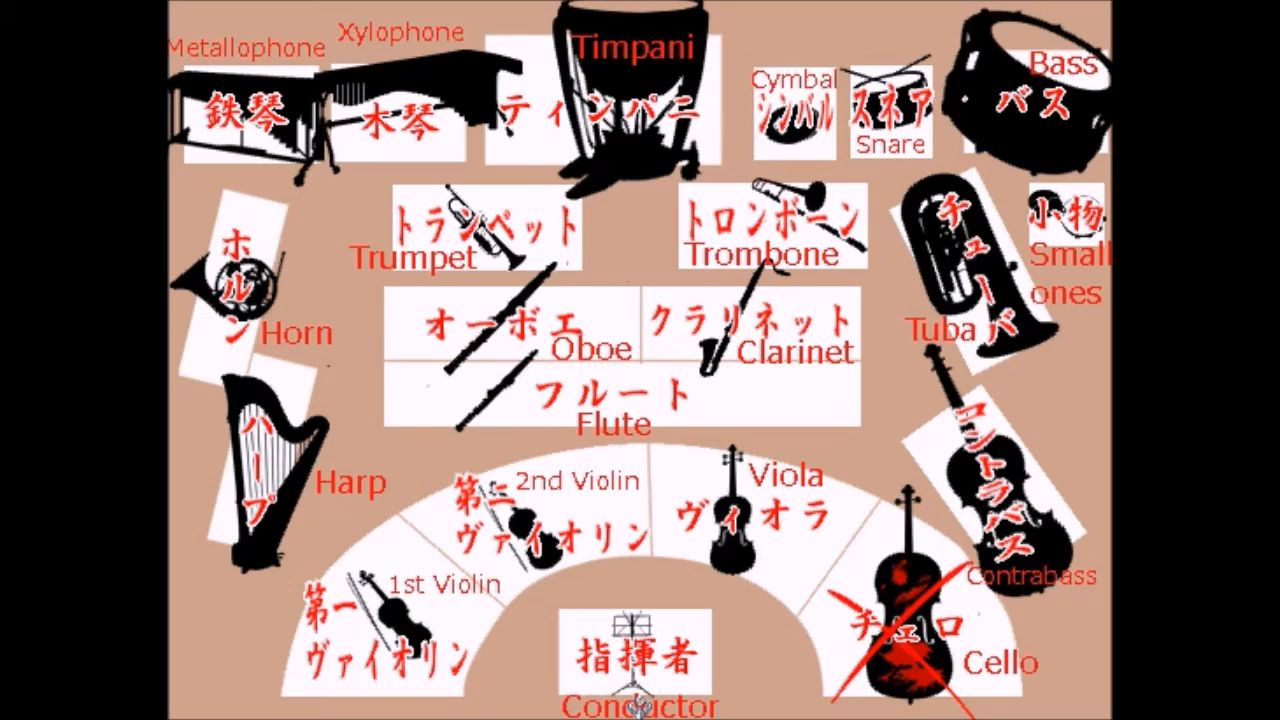 Metallophone
鉄琴
Xylophone
木琴
Timpani
ティンパニ
Cymbal
シンバル
スネア
Snare
Bass
バス
ホルン
Horn
トランペット
Trumpet
トロンボーン
Trombone
チューバ
Tuba
小物
Small
ones
オーボエ
Oboe
クラリネット
Clarinet
フルート
Flute
ハープ
Harp
コントラバス
Contrabass
第一
ヴァイオリン
1st Violin
第二
ヴァイオリン
2nd Violin
Viola
ヴィオラ
チェロ
Cello
指揮者
Conductor